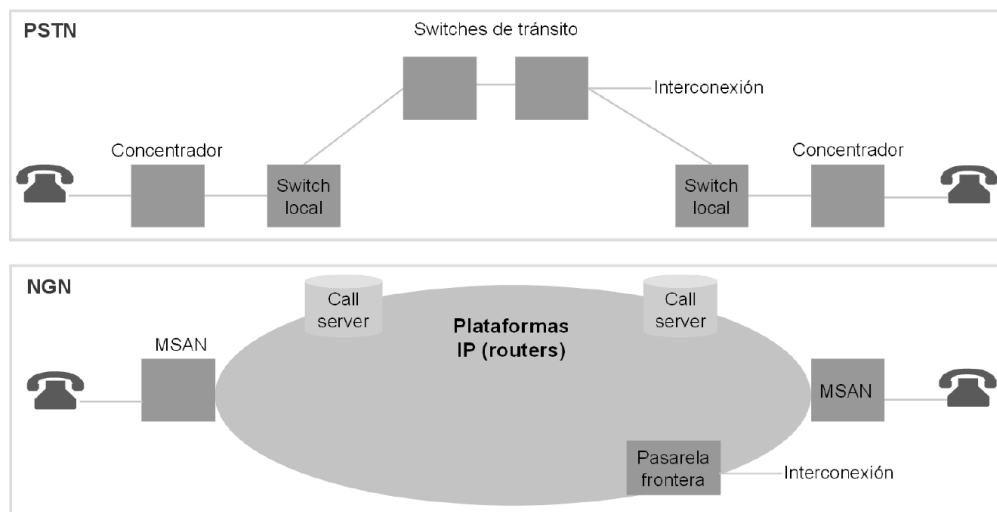 PSTN
Switches de tránsito
Interconexión
Concentrador
Concentrador
Switch
local
Switch
local
NGN
Call
server
Call
server
Plataformas
IP (routers)
MSAN
MSAN
Pasarela
frontera
Interconexión